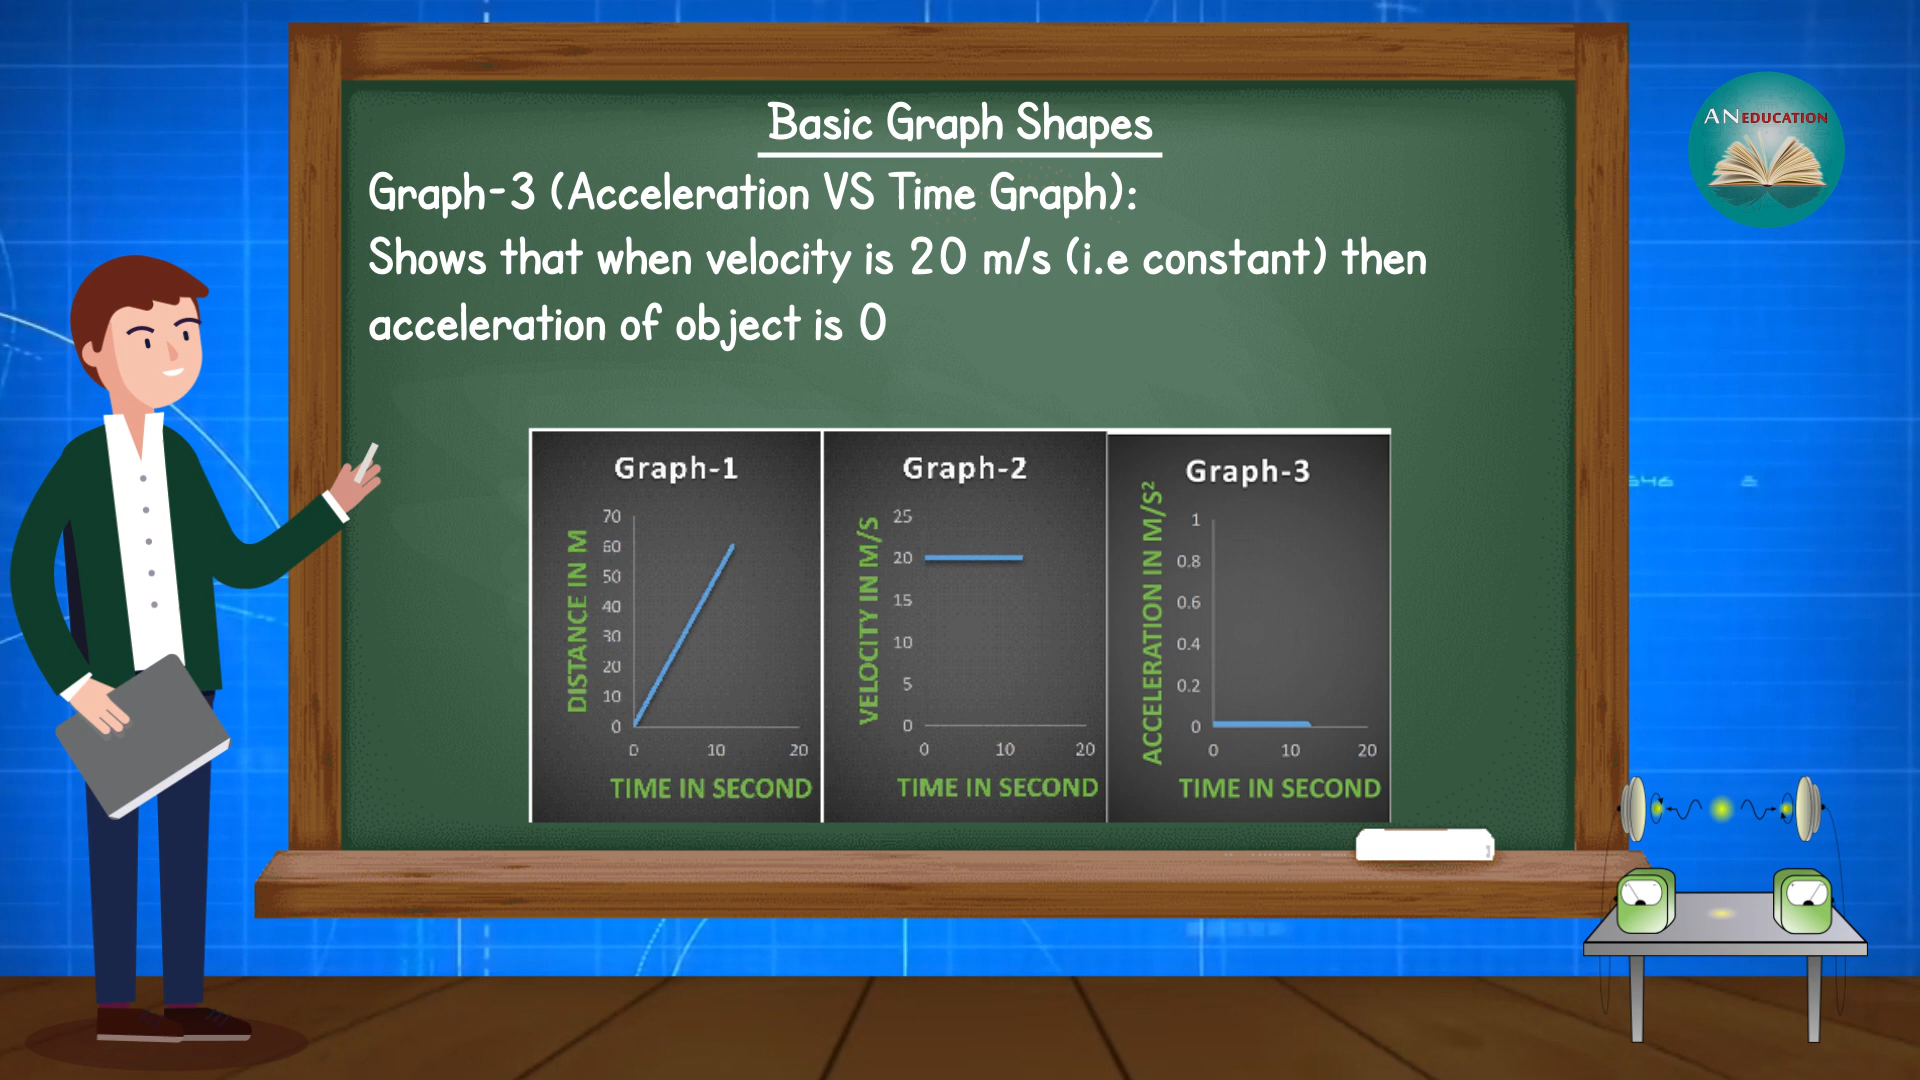 Basic Graph Shapes
AN EDUCATION
Graph-3 (Acceleration VS Time Graph):
Shows that when velocity is 20 m/s (i.e constant) then
acceleration of object is 0
Graph-1
DISTANCE IN M
70
60
50
40
30
20
10
0
0 10 20
TIME IN SECOND
Graph-2
VELOCITY IN M/S
25
20
15
10
5
0
0 10 20
TIME IN SECOND
Graph-3
ACCELERATION IN M/S²
1
0.8
0.6
0.4
0.2
0
0 10 20
TIME IN SECOND